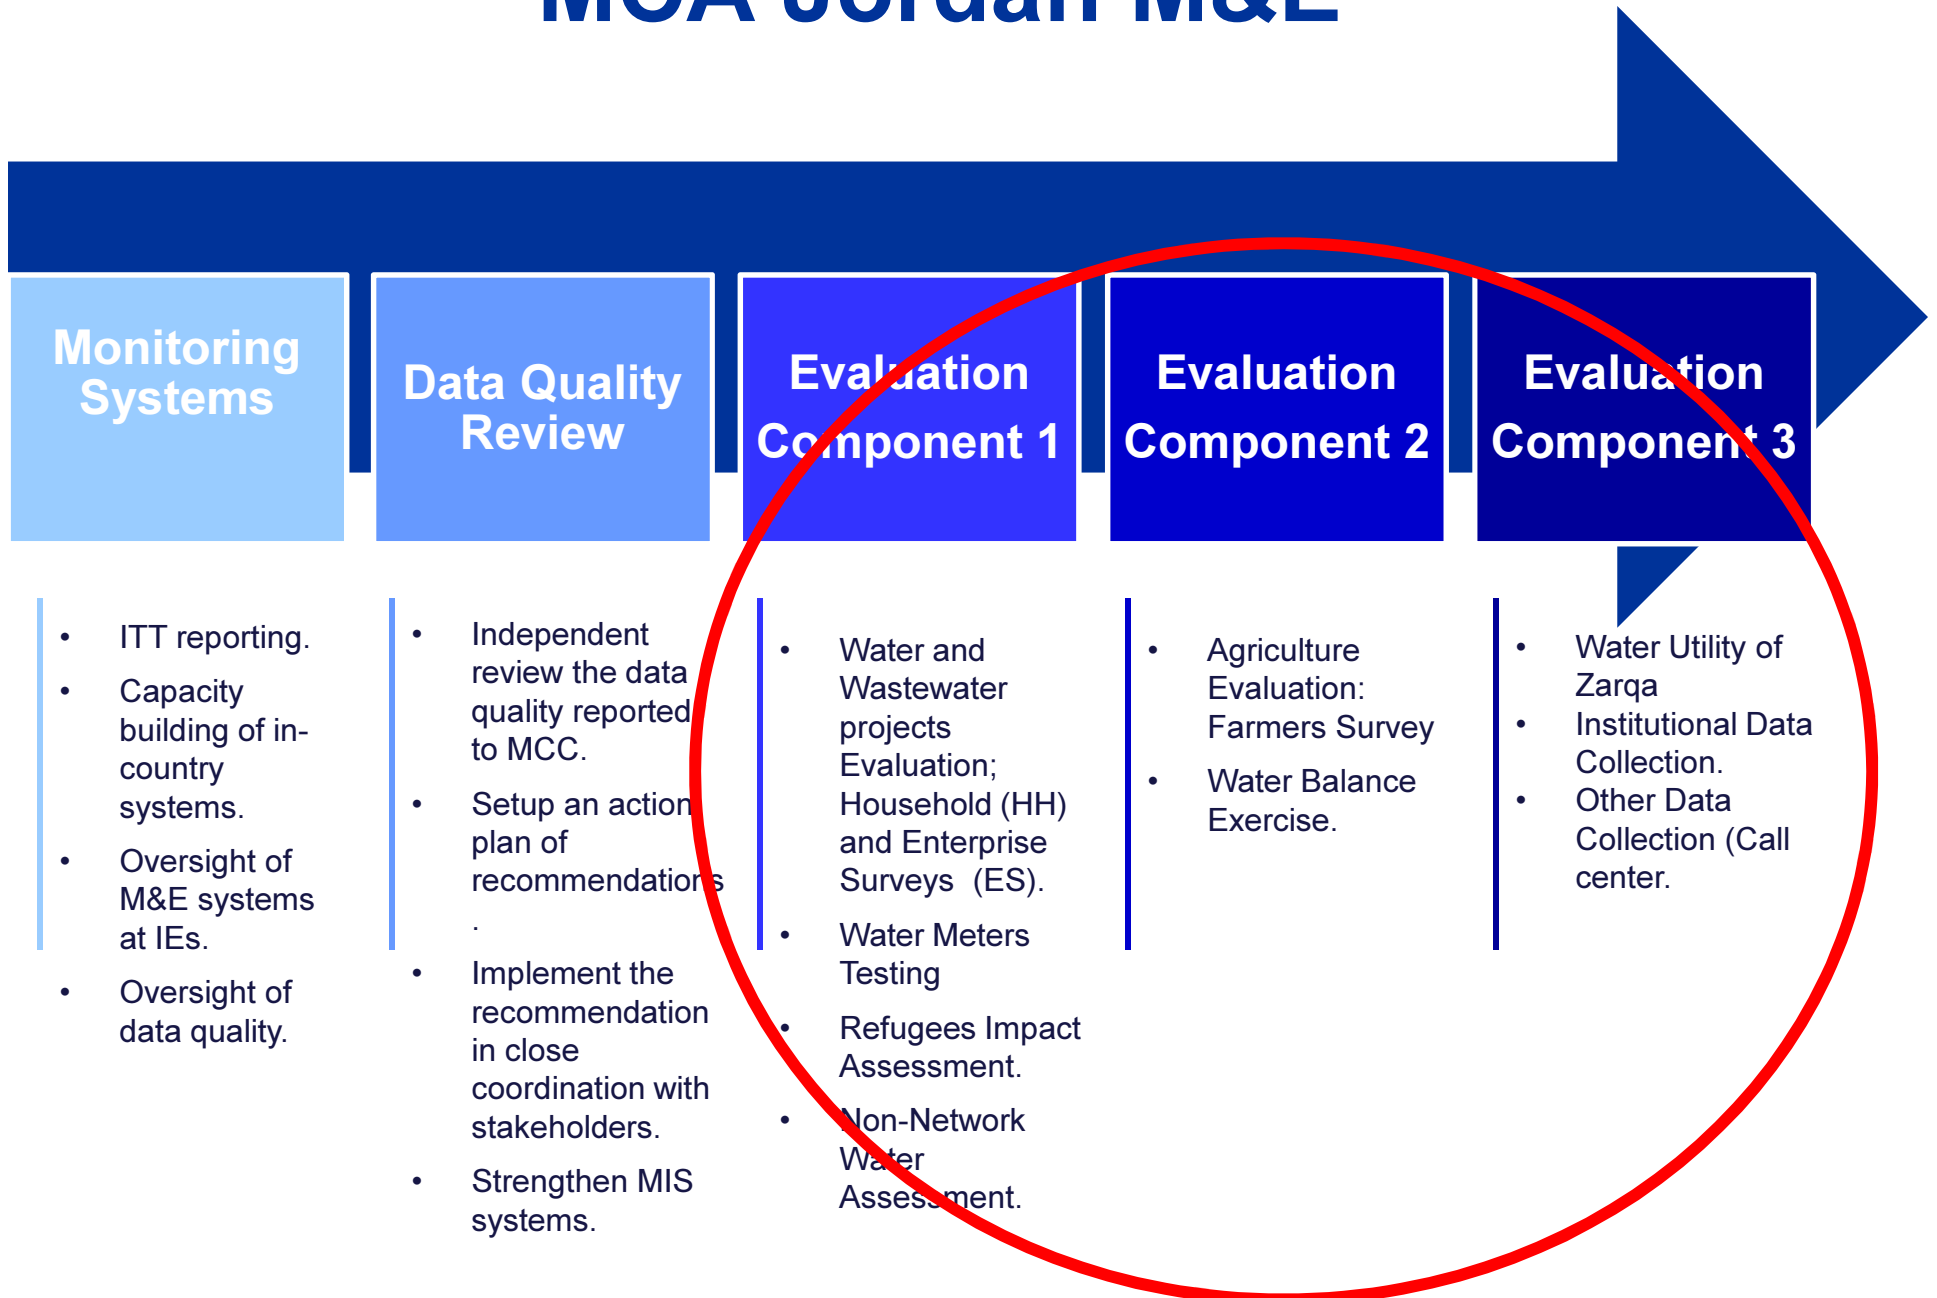 MCA Jordan M&E
Monitoring
Systems
Data Quality
Review
Evaluation
Component 1
Evaluation
Component 2
Evaluation
Component 3
• ITT reporting.
• Capacity
building of in-
country
systems.
• Oversight of
M&E systems
at IEs.
• Oversight of
data quality.
• Independent
review the data
quality reported
to MCC.
• Setup an action
plan of
recommendations
.
• Implement the
recommendation
in close
coordination with
stakeholders.
• Strengthen MIS
systems.
• Water and
Wastewater
projects
Evaluation;
Household (HH)
and Enterprise
Surveys (ES).
• Water Meters
Testing
• Refugees Impact
Assessment.
• Non-Network
Water
Assessment.
• Agriculture
Evaluation:
Farmers Survey
• Water Balance
Exercise.
• Water Utility of
Zarqa
• Institutional Data
Collection.
• Other Data
Collection (Call
center.